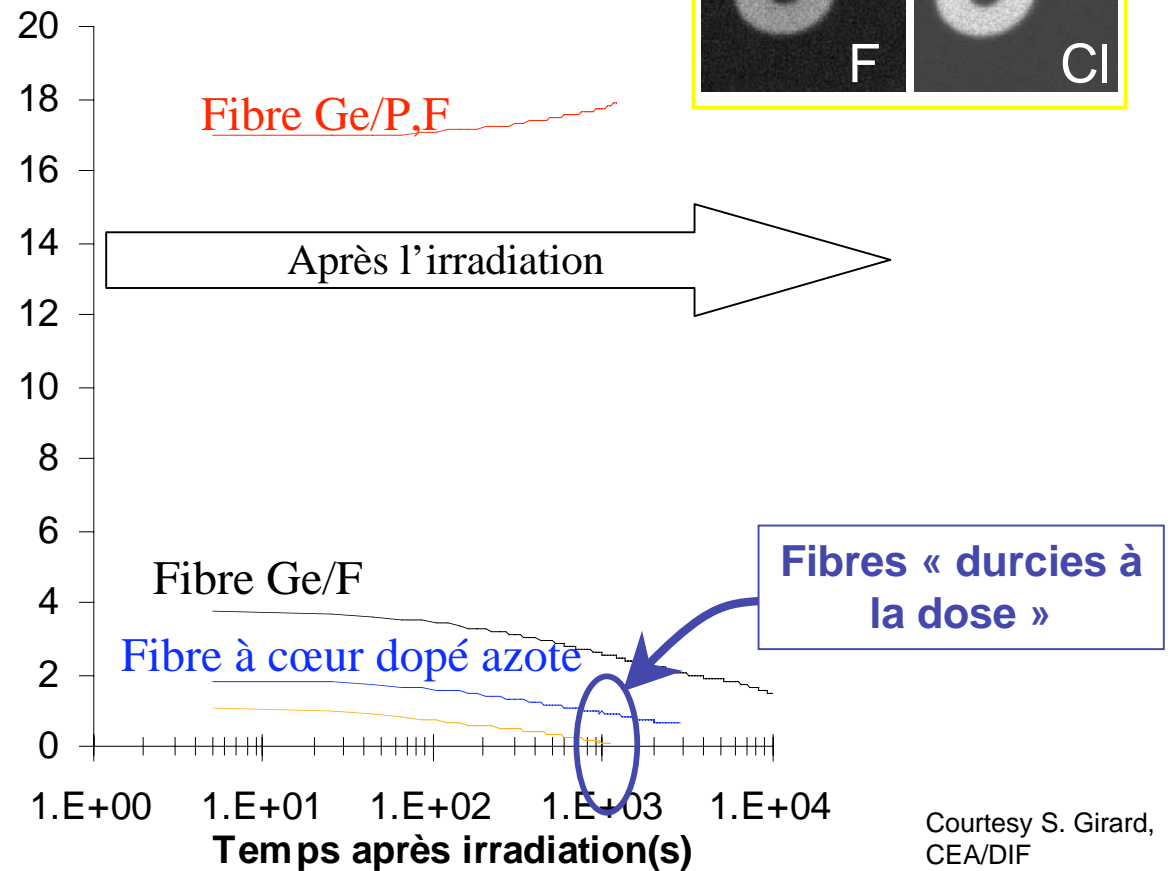 F
Cl
20
18
Fibre Ge/P,F
16
14
Après l’irradiation
12
10
8
6
Fibres « durcies à
la dose »
Fibre Ge/F
4
Fibre à cœur dopé azote
2
0
1.E+00 1.E+01 1.E+02 1.E+03 1.E+04
Temps après irradiation(s)
Courtesy S. Girard,
CEA/DIF